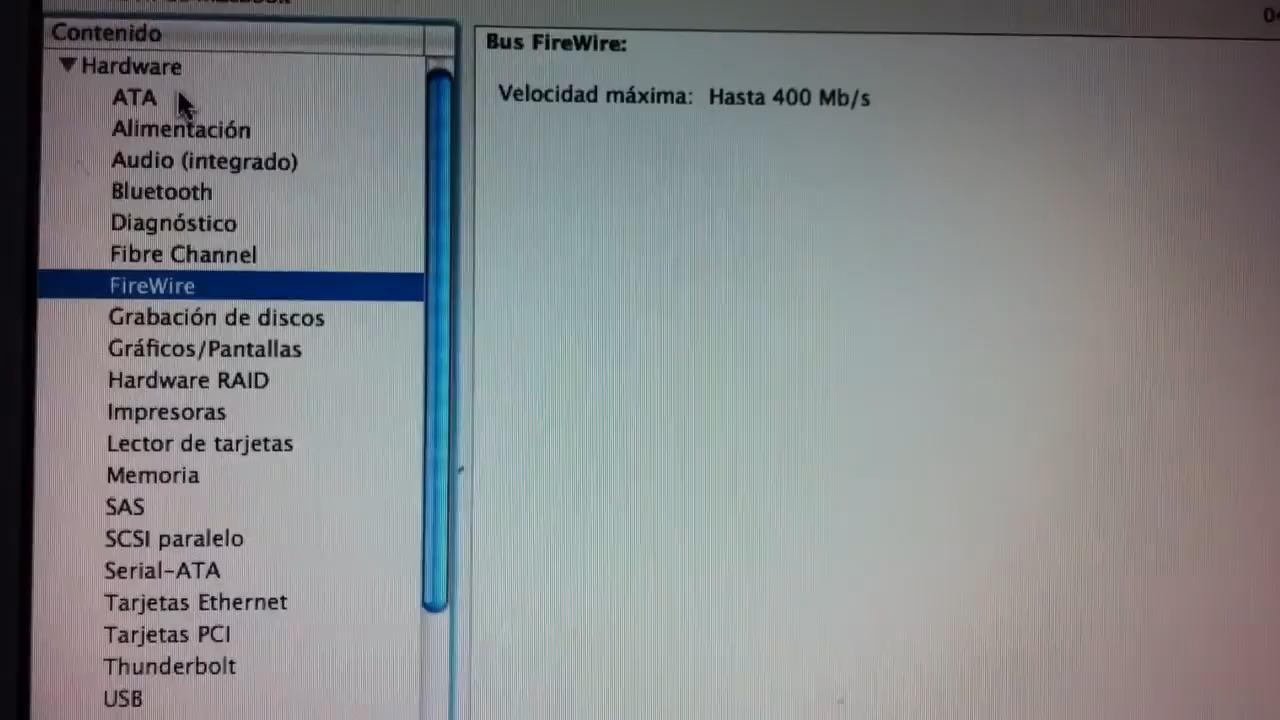 Contenido
Hardware
ATA
Alimentación
Audio (integrado)
Bluetooth
Diagnóstico
Fibre Channel
FireWire
Grabación de discos
Gráficos/Pantallas
Hardware RAID
Impresoras
Lector de tarjetas
Memoria
SAS
SCSI paralelo
Serial-ATA
Tarjetas Ethernet
Tarjetas PCI
Thunderbolt
USB
Bus FireWire:
Velocidad máxima: Hasta 400 Mb/s